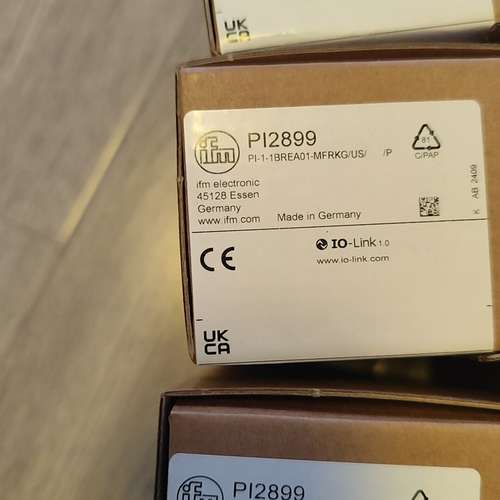 UK
CA
ifm
PI2899
PI-1-1BREA01-MFRKG/US/ /P
81
C/PAP
ifm electronic
45128 Essen
Germany
www.ifm.com
Made in Germany
K AB 2409
IO-Link 1.0
www.io-link.com
CE
UK
CA
ifm
PI2899